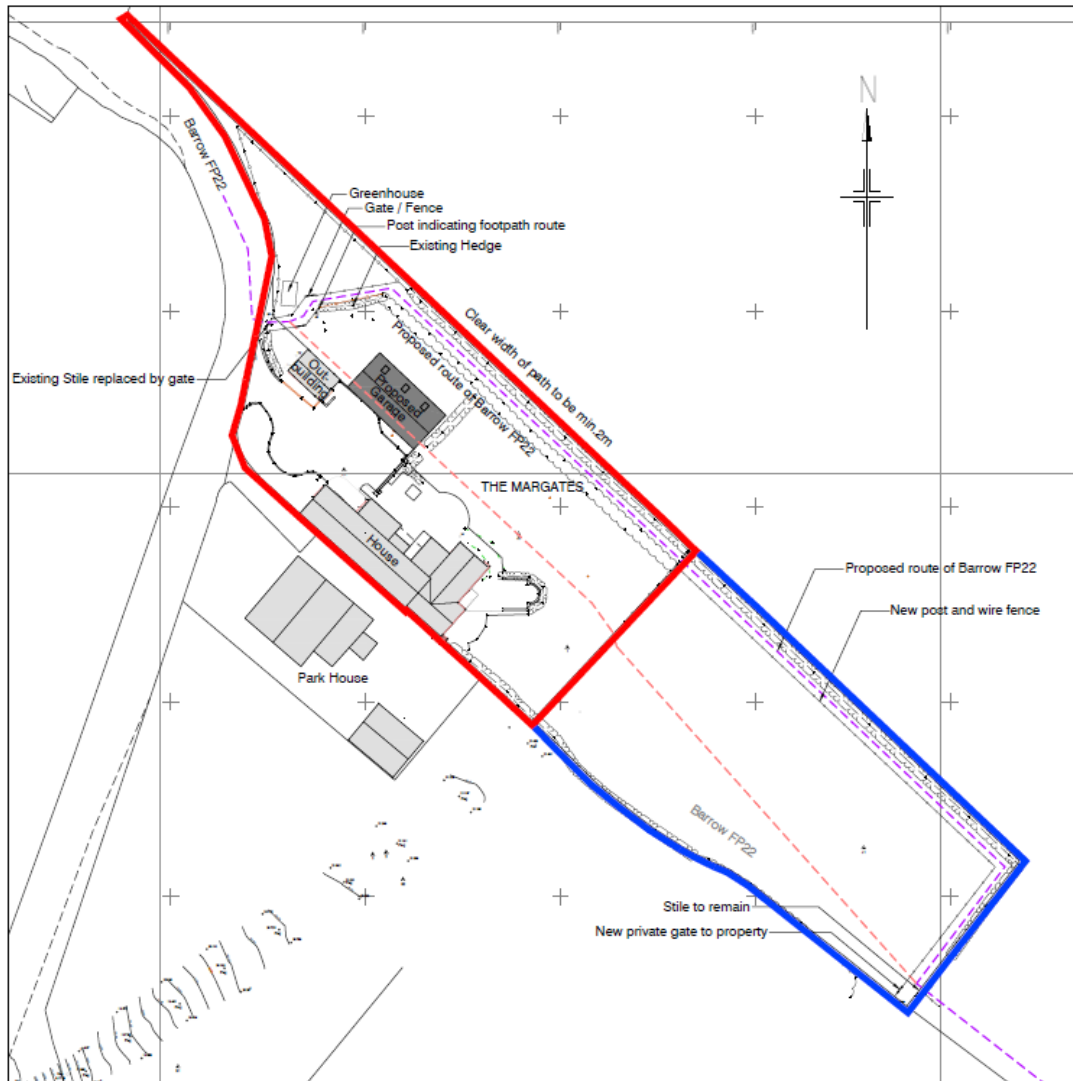 N
Barrow FP22
Greenhouse
Gate / Fence
Post indicating footpath route
Existing Hedge
Clear width of path to be min.2m
Proposed route of Barrow FP22
Existing Stile replaced by gate
Out-
building
Proposed
Garage
THE MARGATES
House
Proposed route of Barrow FP22
New post and wire fence
Park House
Barrow FP22
Stile to remain
New private gate to property